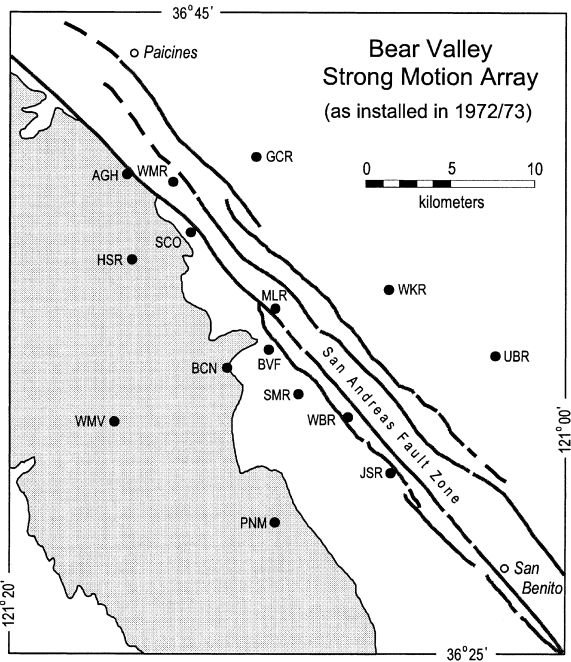 36°45'
Paicines
Bear Valley
Strong Motion Array
(as installed in 1972/73)
GCR
0 5 10
kilometers
AGH
WMR
SCO
HSR
WKR
MLR
UBR
BVF
BCN
SMR
WBR
WMV
San Andreas Fault Zone
121°00'
JSR
PNM
San
Benito
121°20'
36°25'